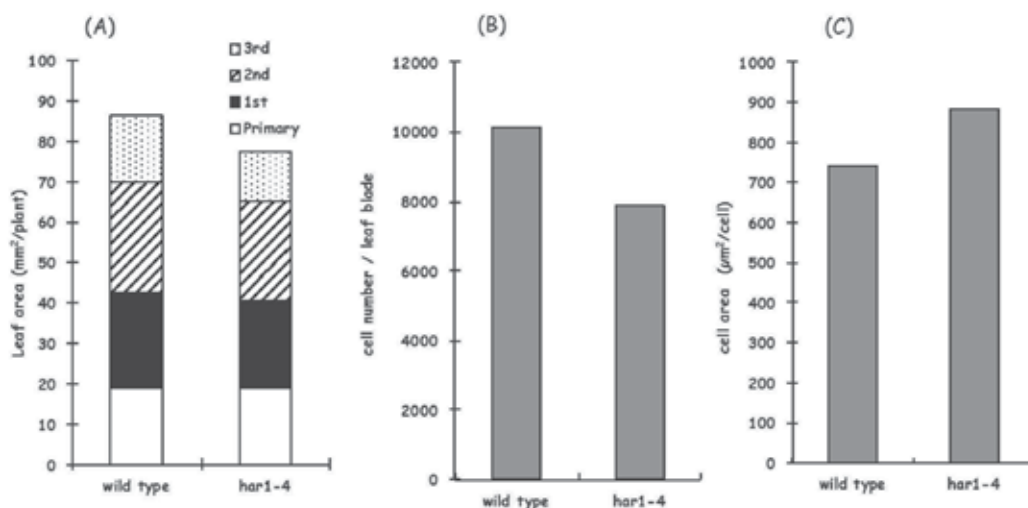 (A)
3rd
2nd
1st
Primary
100
90
80
70
60
50
40
30
20
10
0
Leaf area (mm²/plant)
wild type har1-4
(B)
12000
10000
8000
6000
4000
2000
0
cell number / leaf blade
wild type har1-4
(C)
1000
900
800
700
600
500
400
300
200
100
0
cell area (µm²/cell)
wild type har1-4